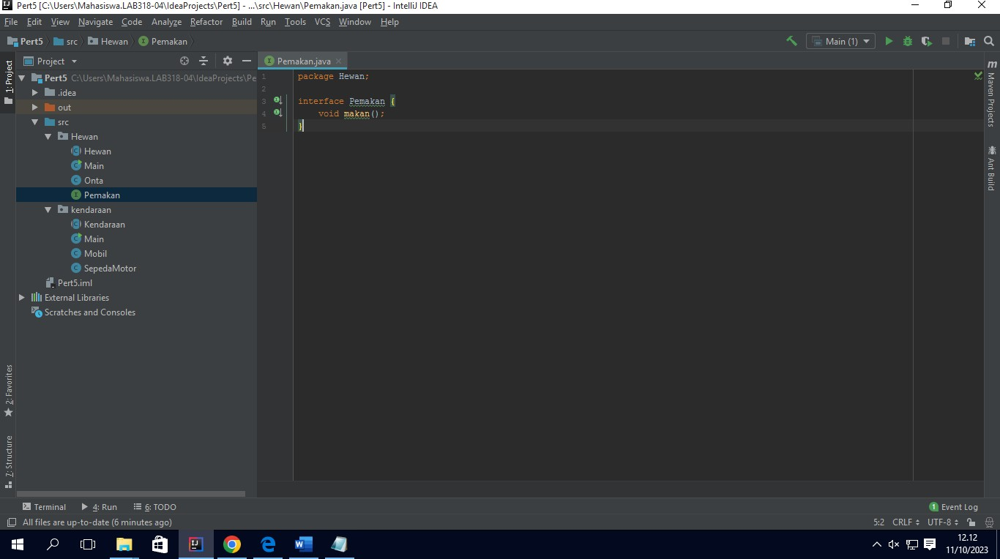 Pert5 [C:\Users\Mahasiswa.LAB318-04\IdeaProjects\Pert5] - ...\src\Hewan\Pemakan.java [Pert5] - IntelliJ IDEA
File Edit View Navigate Code Analyze Refactor Build Run Tools VCS Window Help
Pert5 src Hewan Pemakan Main (1)
1: Project
Project
Pemakan.java
Pert5 C:\Users\Mahasiswa.LAB318-04\IdeaProjects\Pe
.idea
out
src
Hewan
Hewan
Main
Onta
Pemakan
kendaraan
Kendaraan
Main
Mobil
SepedaMotor
Pert5.iml
External Libraries
Scratches and Consoles
1 package Hewan;
2
3 interface Pemakan {
4 void makan();
5 }
m Maven Projects
Ant Build
2: Favorites
7: Structure
Terminal 4: Run 6: TODO
1 Event Log
All files are up-to-date (6 minutes ago)
5:2 CRLF UTF-8
12.12
11/10/2023